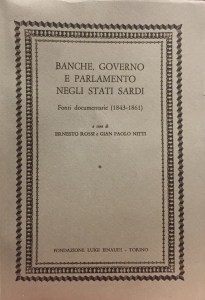 BANCHE, GOVERNO
E PARLAMENTO
NEGLI STATI SARDI
Fonti documentarie (1843-1861)
a cura di
ERNESTO ROSSI e GIAN PAOLO NITTI
*
FONDAZIONE LUIGI EINAUDI - TORINO